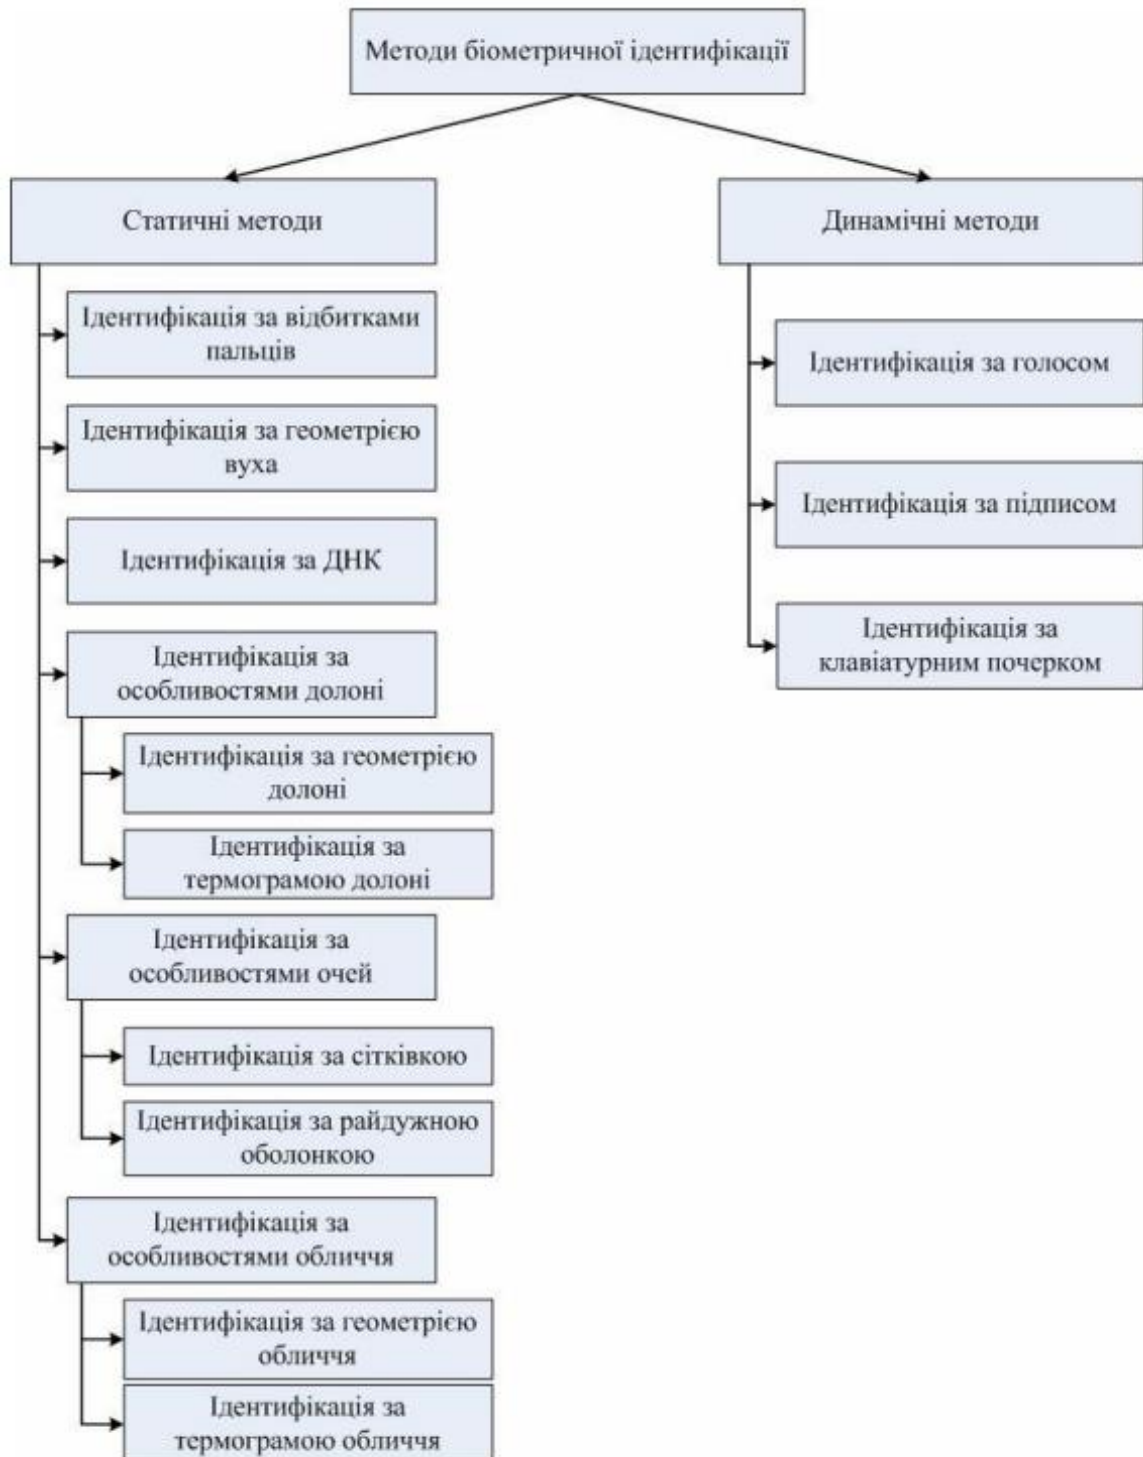 Методи біометричної ідентифікації
Статичні методи
Ідентифікація за відбитками
пальців
Ідентифікація за геометрією
вуха
Ідентифікація за ДНК
Ідентифікація за
особливостями долоні
Ідентифікація за геометрією
долоні
Ідентифікація за
термограмою долоні
Ідентифікація за
особливостями очей
Ідентифікація за сітківкою
Ідентифікація за райдужною
оболонкою
Ідентифікація за
особливостями обличчя
Ідентифікація за геометрією
обличчя
Ідентифікація за
термограмою обличчя
Динамічні методи
Ідентифікація за голосом
Ідентифікація за підписом
Ідентифікація за
клавіатурним почерком